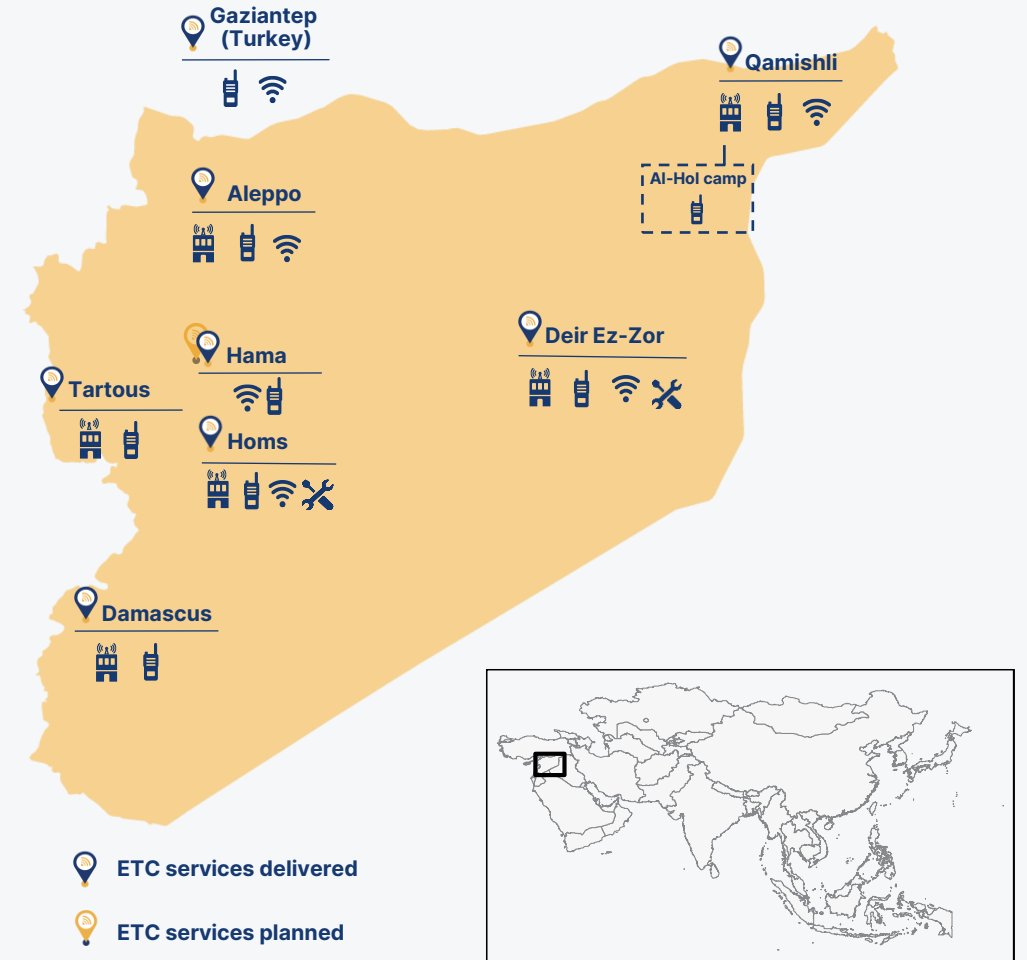 Gaziantep
(Turkey)
Qamishli
Al-Hol camp
Aleppo
Deir Ez-Zor
Hama
Tartous
Homs
Damascus
ETC services delivered
ETC services planned